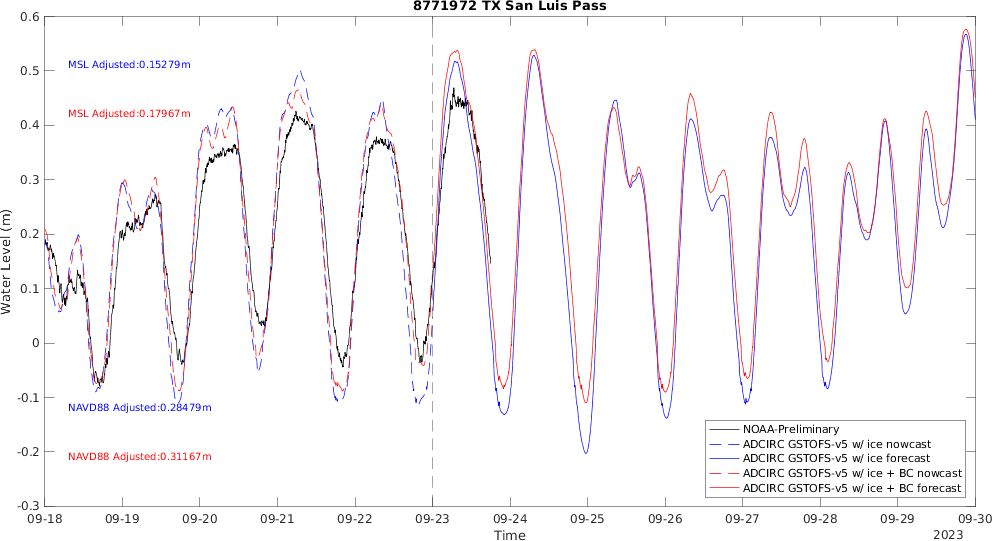 8771972 TX San Luis Pass
0.6
0.5
0.4
0.3
0.2
0.1
0
-0.1
-0.2
-0.3
Water Level (m)
MSL Adjusted:0.15279m
MSL Adjusted:0.17967m
NAVD88 Adjusted:0.28479m
NAVD88 Adjusted:0.31167m
NOAA-Preliminary
ADCIRC GSTOFS-v5 w/ ice nowcast
ADCIRC GSTOFS-v5 w/ ice forecast
ADCIRC GSTOFS-v5 w/ ice + BC nowcast
ADCIRC GSTOFS-v5 w/ ice + BC forecast
09-18 09-19 09-20 09-21 09-22 09-23 09-24 09-25 09-26 09-27 09-28 09-29 09-30
Time
2023